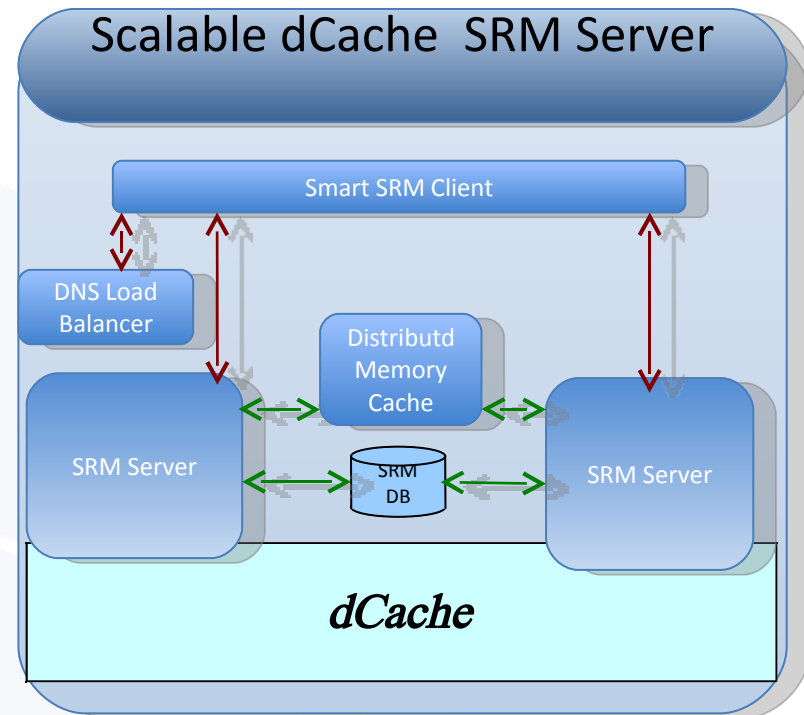 Scalable dCache SRM Server
Smart SRM Client
DNS Load
Balancer
Distributd
Memory
Cache
SRM Server
SRM
DB
SRM Server
dCache